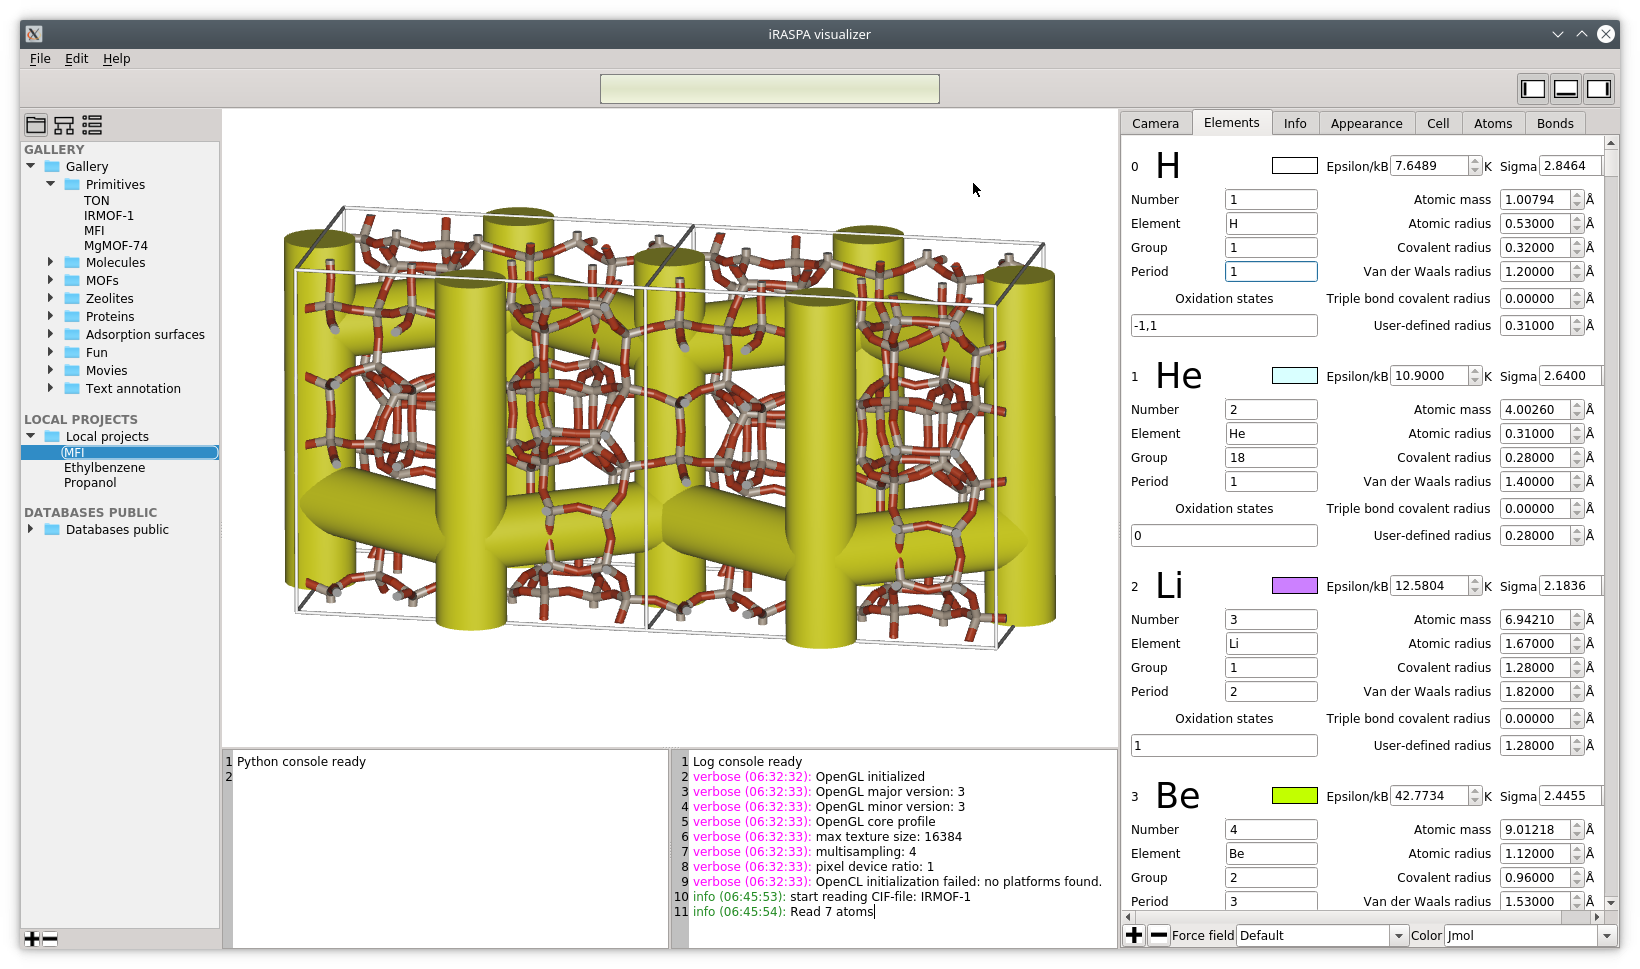 iRASPA visualizer
File Edit Help
GALLERY
Gallery
Primitives
TON
IRMOF-1
MFI
MgMOF-74
Molecules
MOFs
Zeolites
Proteins
Adsorption surfaces
Fun
Movies
Text annotation
LOCAL PROJECTS
Local projects
MFI
Ethylbenzene
Propanol
DATABASES PUBLIC
Databases public
1 Python console ready
2
1 Log console ready
2 verbose (06:32:32): OpenGL initialized
3 verbose (06:32:33): OpenGL major version: 3
4 verbose (06:32:33): OpenGL minor version: 3
5 verbose (06:32:33): OpenGL core profile
6 verbose (06:32:33): max texture size: 16384
7 verbose (06:32:33): multisampling: 4
8 verbose (06:32:33): pixel device ratio: 1
9 verbose (06:32:33): OpenCL initialization failed: no platforms found.
10 info (06:45:53): start reading CIF-file: IRMOF-1
11 info (06:45:54): Read 7 atoms
Camera Elements Info Appearance Cell Atoms Bonds
0 H Epsilon/kB 7.6489 K Sigma 2.8464
Number 1 Atomic mass 1.00794 Å
Element H Atomic radius 0.53000 Å
Group 1 Covalent radius 0.32000 Å
Period 1 Van der Waals radius 1.20000 Å
Oxidation states Triple bond covalent radius 0.00000 Å
-1,1 User-defined radius 0.31000 Å
1 He Epsilon/kB 10.9000 K Sigma 2.6400
Number 2 Atomic mass 4.00260 Å
Element He Atomic radius 0.31000 Å
Group 18 Covalent radius 0.28000 Å
Period 1 Van der Waals radius 1.40000 Å
Oxidation states Triple bond covalent radius 0.00000 Å
0 User-defined radius 0.28000 Å
2 Li Epsilon/kB 12.5804 K Sigma 2.1836
Number 3 Atomic mass 6.94210 Å
Element Li Atomic radius 1.67000 Å
Group 1 Covalent radius 1.28000 Å
Period 2 Van der Waals radius 1.82000 Å
Oxidation states Triple bond covalent radius 0.00000 Å
1 User-defined radius 1.28000 Å
3 Be Epsilon/kB 42.7734 K Sigma 2.4455
Number 4 Atomic mass 9.01218 Å
Element Be Atomic radius 1.12000 Å
Group 2 Covalent radius 0.96000 Å
Period 3 Van der Waals radius 1.53000 Å
Force field Default Color Jmol